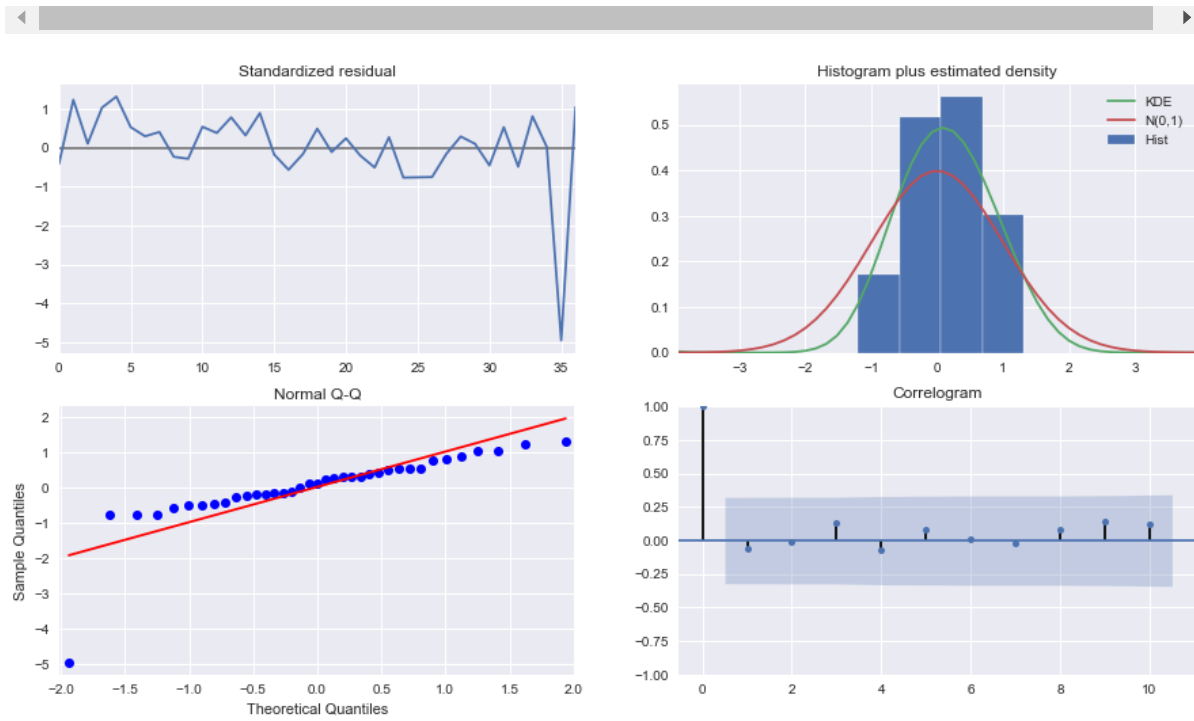 Standardized residual
1
0
−1
−2
−3
−4
−5
0 5 10 15 20 25 30 35
Histogram plus estimated density
KDE
N(0,1)
Hist
0.5
0.4
0.3
0.2
0.1
0.0
−3 −2 −1 0 1 2 3
Normal Q-Q
Sample Quantiles
2
1
0
−1
−2
−3
−4
−5
−2.0 −1.5 −1.0 −0.5 0.0 0.5 1.0 1.5 2.0
Theoretical Quantiles
Correlogram
1.00
0.75
0.50
0.25
0.00
−0.25
−0.50
−0.75
−1.00
0 2 4 6 8 10